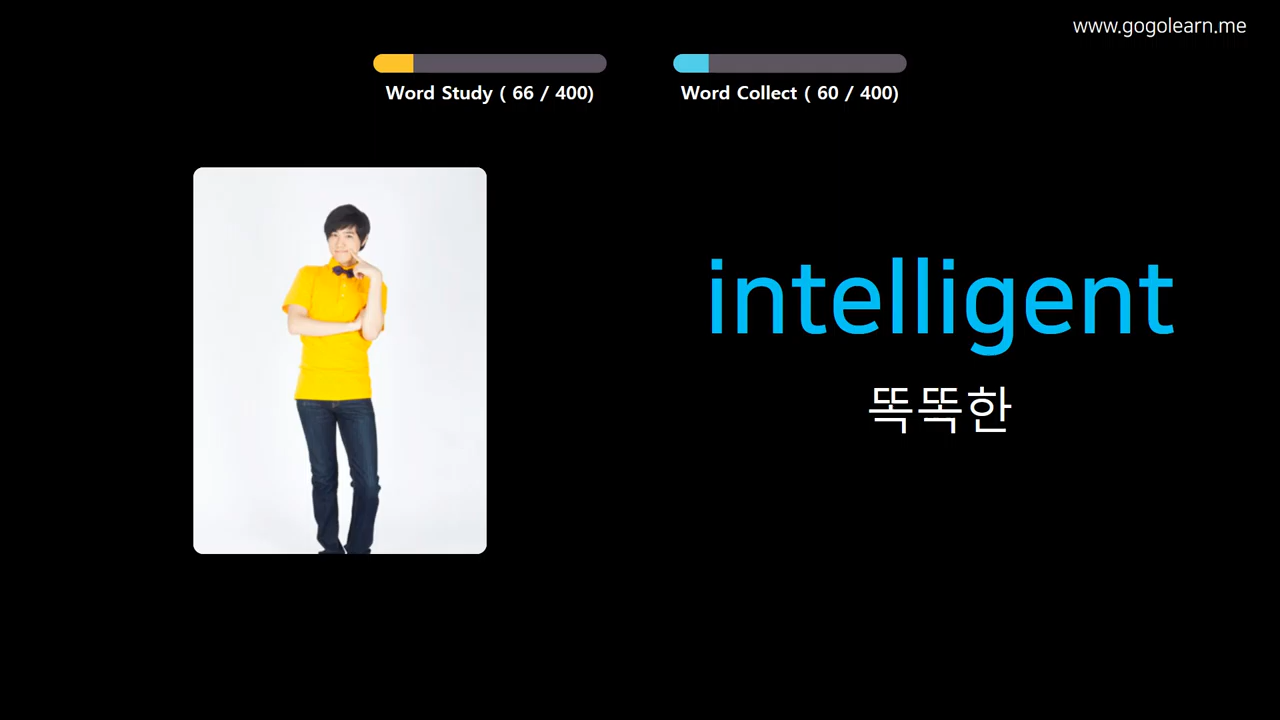 www.gogolearn.me
Word Study ( 66 / 400)
Word Collect ( 60 / 400)
intelligent
똑똑한